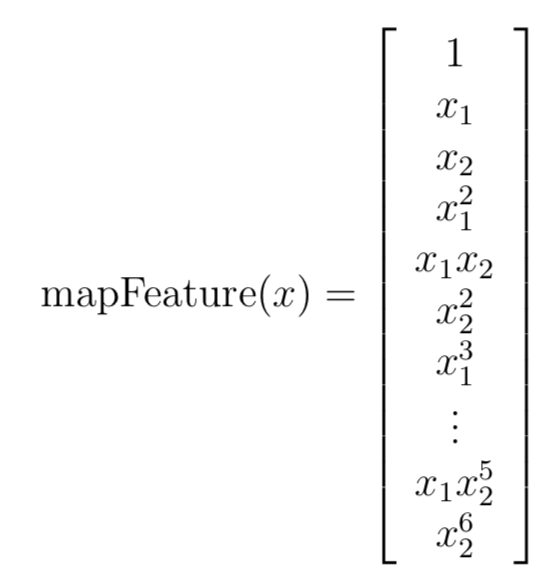 1
x₁
x₂
x₁²
x₁x₂
x₂²
mapFeature(x) =
x₁³
⋮
x₁x₂⁵
x₂⁶